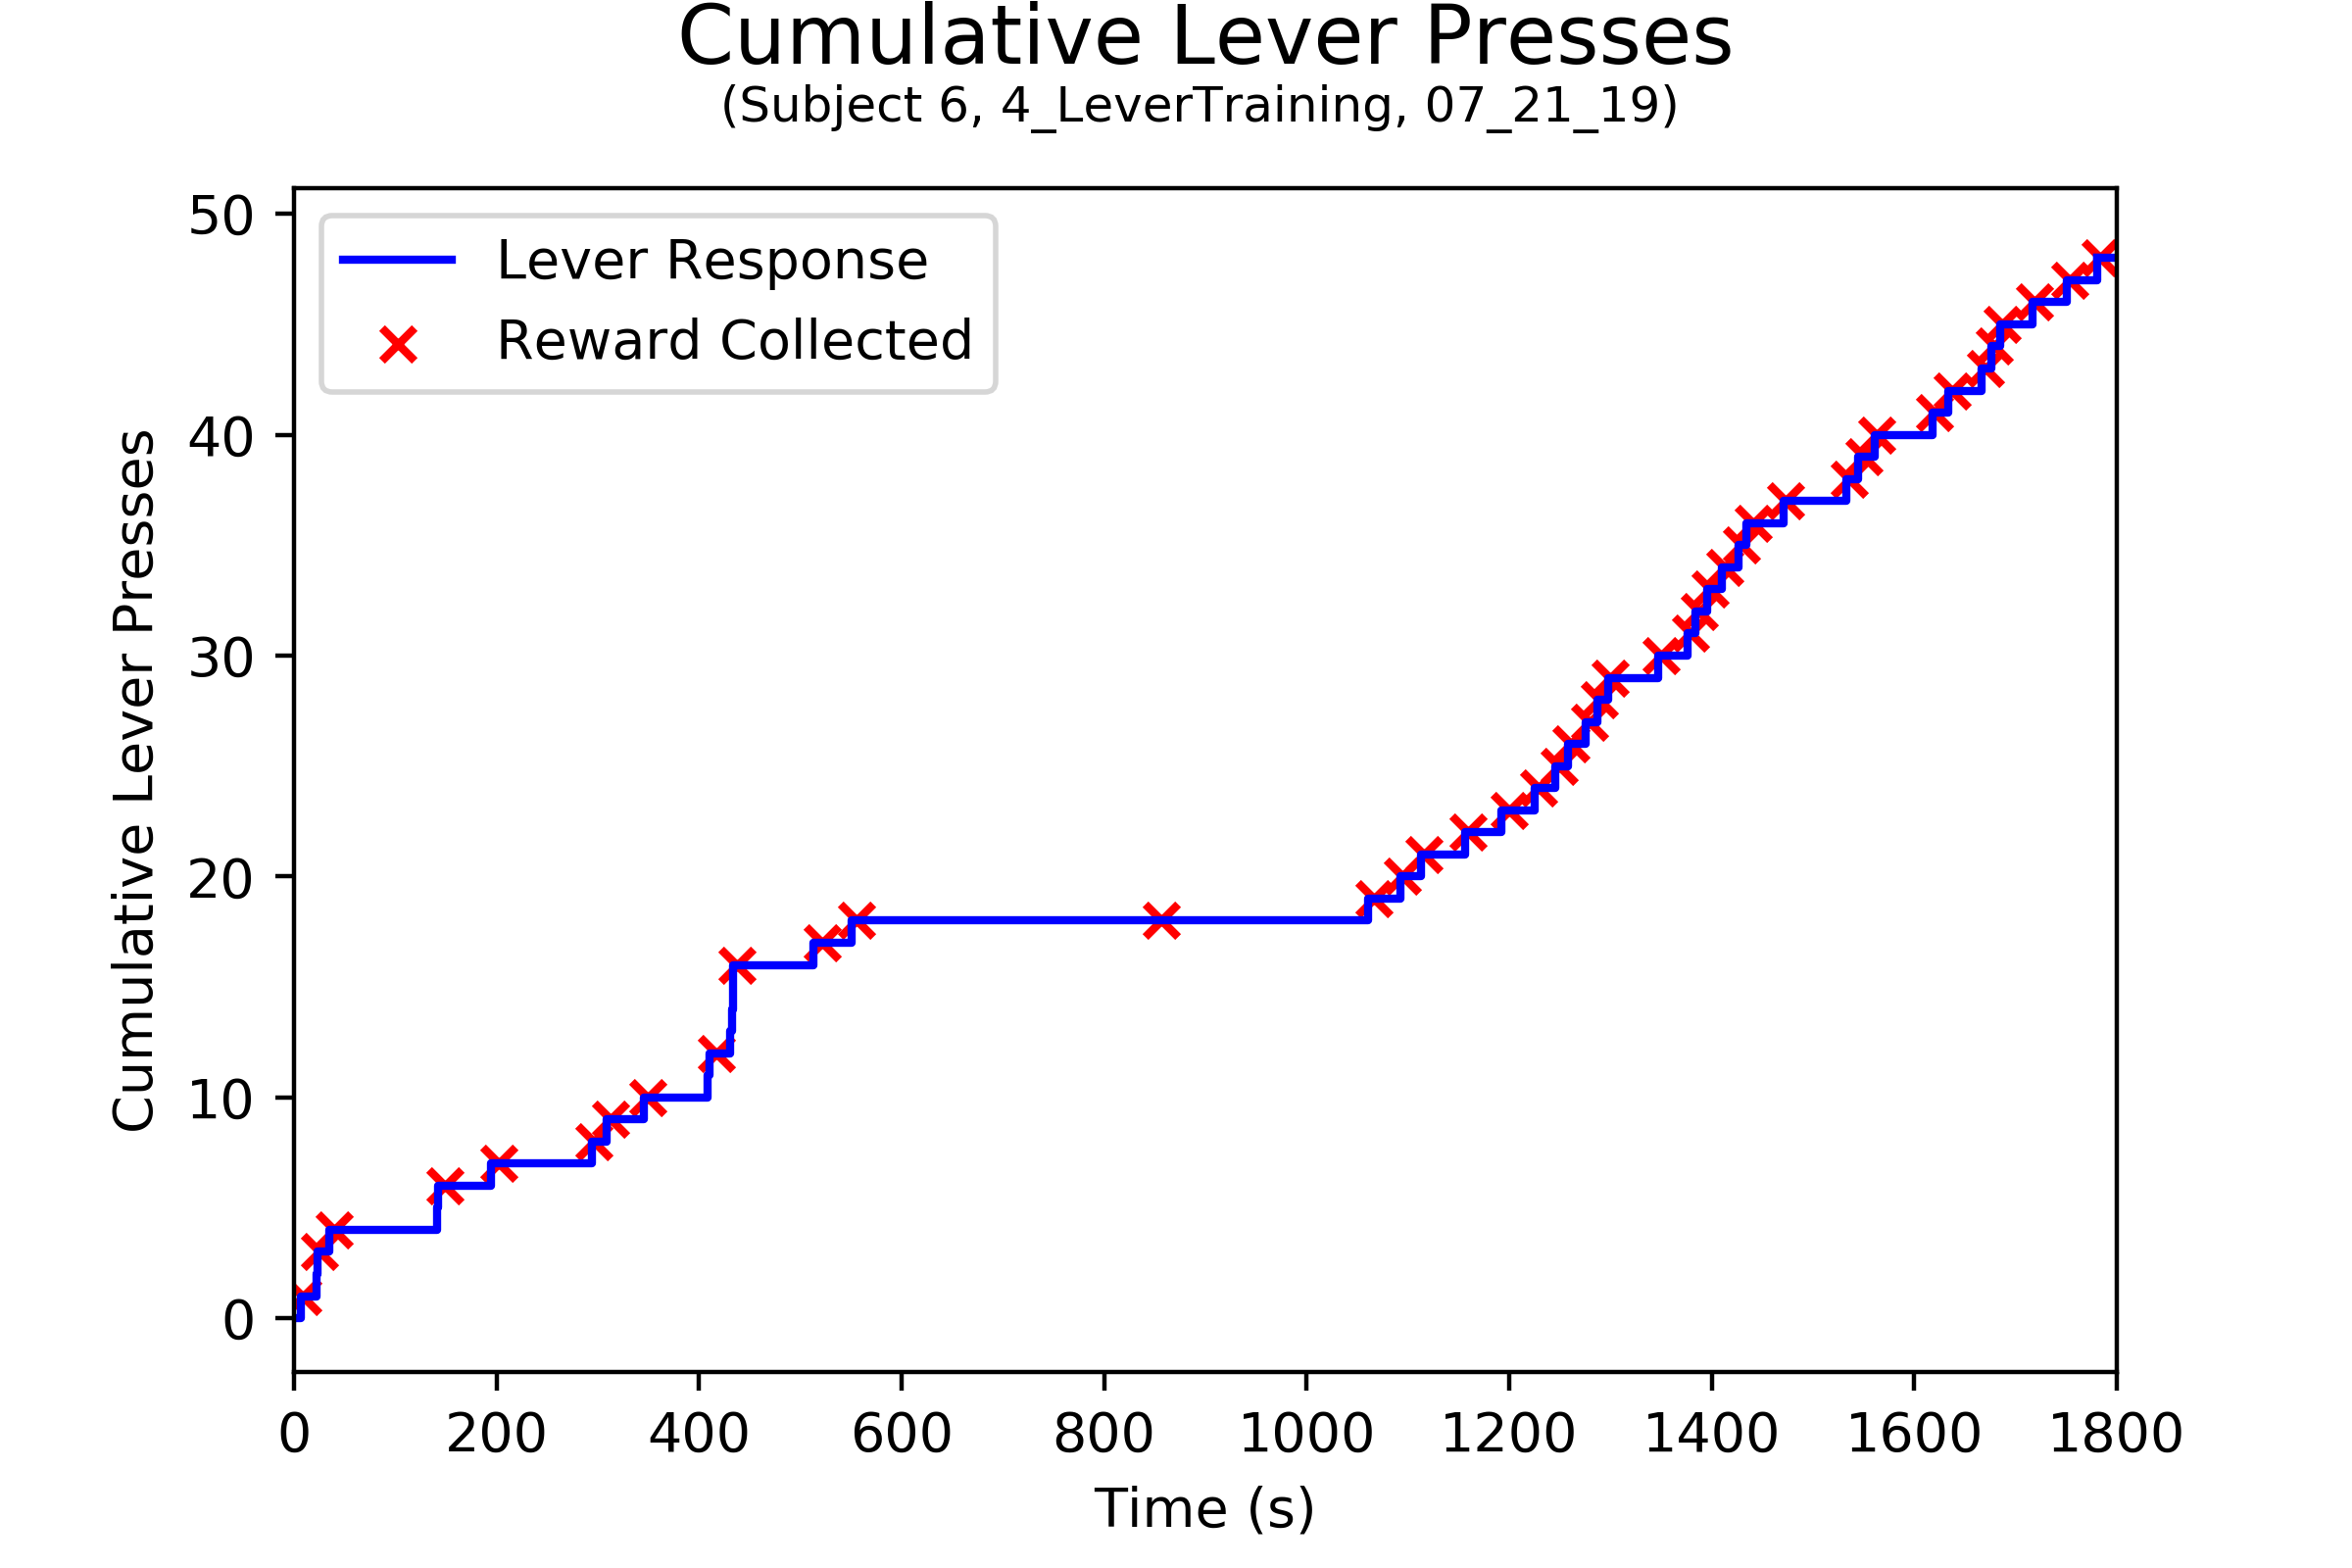 Cumulative Lever Presses
(Subject 6, 4_LeverTraining, 07_21_19)
Lever Response
Reward Collected
Cumulative Lever Presses
50
40
30
20
10
0
0 200 400 600 800 1000 1200 1400 1600 1800
Time (s)